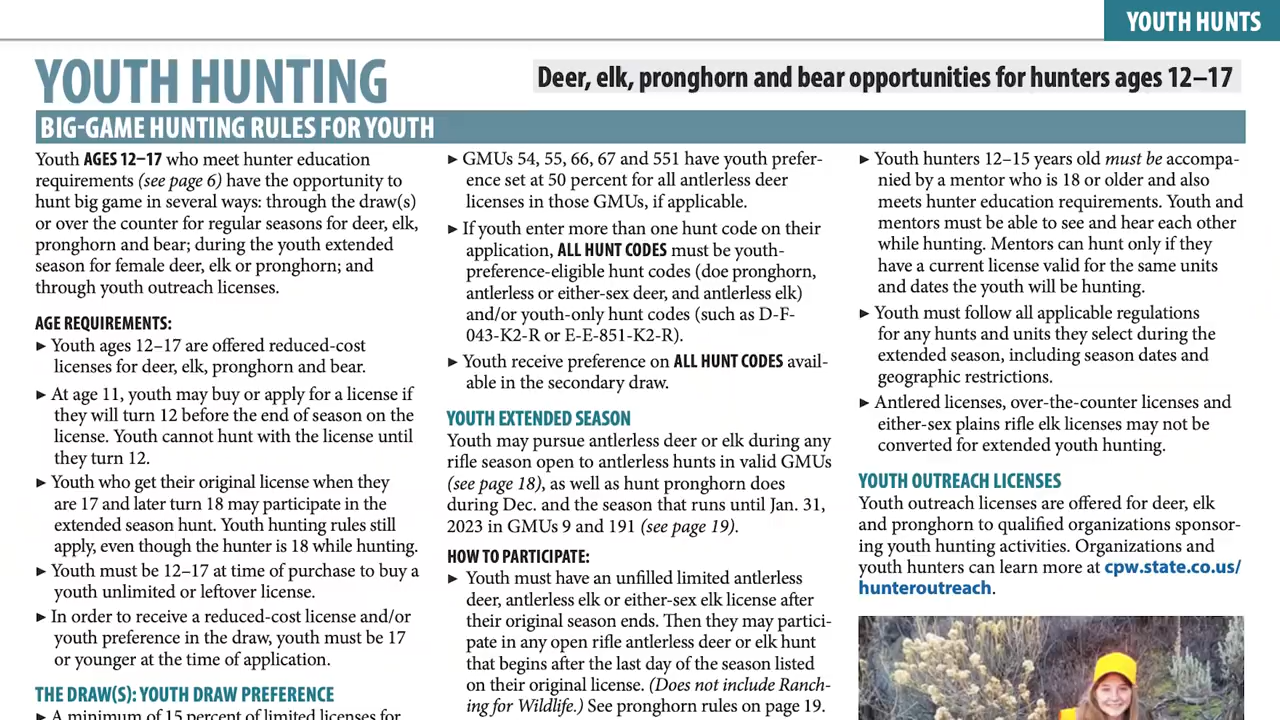 YOUTH HUNTS
YOUTH HUNTING
Deer, elk, pronghorn and bear opportunities for hunters ages 12–17
BIG-GAME HUNTING RULES FOR YOUTH
Youth AGES 12–17 who meet hunter education
requirements (see page 6) have the opportunity to
hunt big game in several ways: through the draw(s)
or over the counter for regular seasons for deer, elk,
pronghorn and bear; during the youth extended
season for female deer, elk or pronghorn; and
through youth outreach licenses.
AGE REQUIREMENTS:
► Youth ages 12–17 are offered reduced-cost
licenses for deer, elk, pronghorn and bear.
► At age 11, youth may buy or apply for a license if
they will turn 12 before the end of season on the
license. Youth cannot hunt with the license until
they turn 12.
► Youth who get their original license when they
are 17 and later turn 18 may participate in the
extended season hunt. Youth hunting rules still
apply, even though the hunter is 18 while hunting.
► Youth must be 12–17 at time of purchase to buy a
youth unlimited or leftover license.
► In order to receive a reduced-cost license and/or
youth preference in the draw, youth must be 17
or younger at the time of application.
THE DRAW(S): YOUTH DRAW PREFERENCE
► A minimum of 15 percent of limited licenses for
► GMUs 54, 55, 66, 67 and 551 have youth prefer-
ence set at 50 percent for all antlerless deer
licenses in those GMUs, if applicable.
► If youth enter more than one hunt code on their
application, ALL HUNT CODES must be youth-
preference-eligible hunt codes (doe pronghorn,
antlerless or either-sex deer, and antlerless elk)
and/or youth-only hunt codes (such as D-F-
043-K2-R or E-E-851-K2-R).
► Youth receive preference on ALL HUNT CODES avail-
able in the secondary draw.
YOUTH EXTENDED SEASON
Youth may pursue antlerless deer or elk during any
rifle season open to antlerless hunts in valid GMUs
(see page 18), as well as hunt pronghorn does
during Dec. and the season that runs until Jan. 31,
2023 in GMUs 9 and 191 (see page 19).
HOW TO PARTICIPATE:
► Youth must have an unfilled limited antlerless
deer, antlerless elk or either-sex elk license after
their original season ends. Then they may partici-
pate in any open rifle antlerless deer or elk hunt
that begins after the last day of the season listed
on their original license. (Does not include Ranch-
ing for Wildlife.) See pronghorn rules on page 19.
► Youth hunters 12–15 years old must be accompa-
nied by a mentor who is 18 or older and also
meets hunter education requirements. Youth and
mentors must be able to see and hear each other
while hunting. Mentors can hunt only if they
have a current license valid for the same units
and dates the youth will be hunting.
► Youth must follow all applicable regulations
for any hunts and units they select during the
extended season, including season dates and
geographic restrictions.
► Antlered licenses, over-the-counter licenses and
either-sex plains rifle elk licenses may not be
converted for extended youth hunting.
YOUTH OUTREACH LICENSES
Youth outreach licenses are offered for deer, elk
and pronghorn to qualified organizations sponsor-
ing youth hunting activities. Organizations and
youth hunters can learn more at cpw.state.co.us/
hunteroutreach.